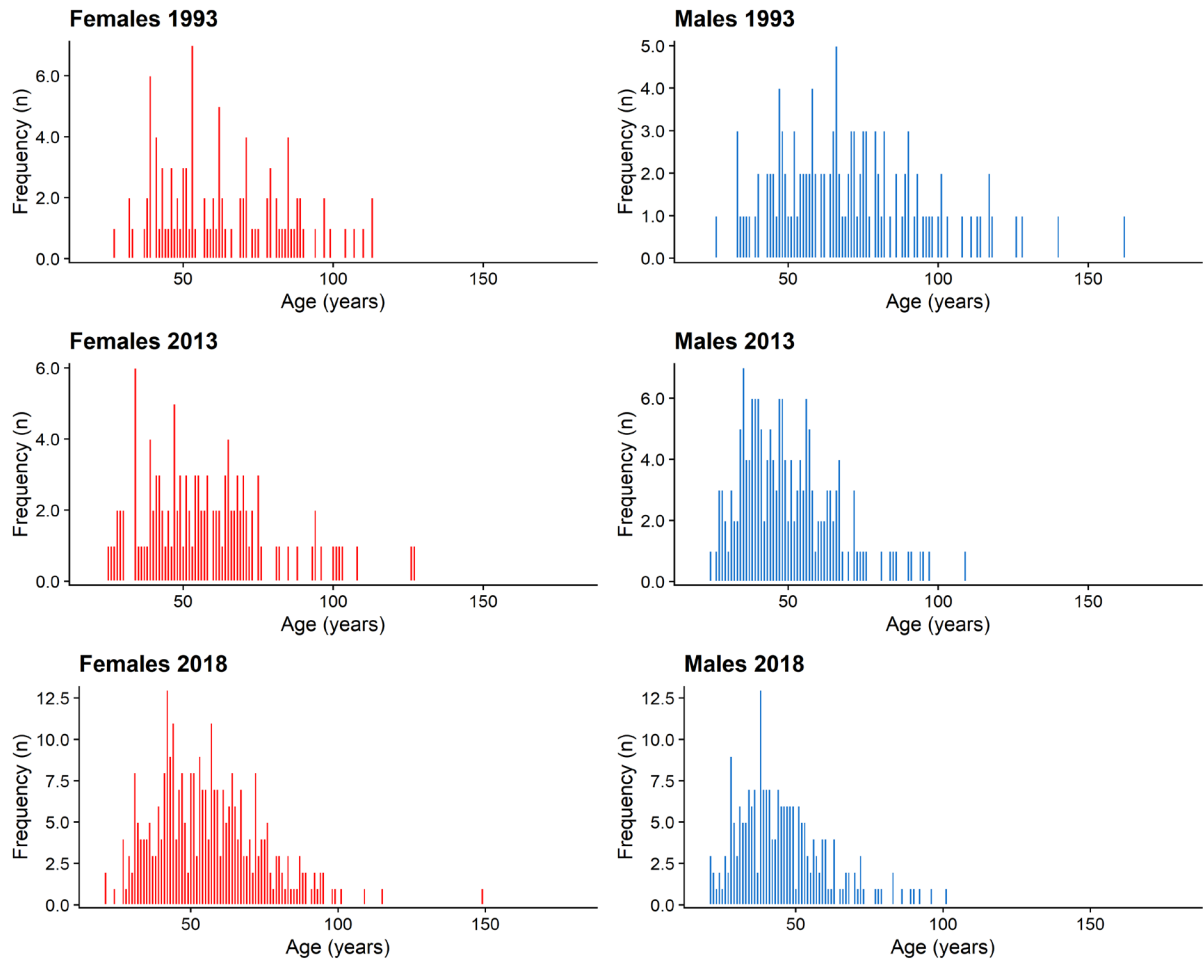 Females 1993
Frequency (n)
6.0
4.0
2.0
0.0
50
100
150
Age (years)
Males 1993
Frequency (n)
5.0
4.0
3.0
2.0
1.0
0.0
50
100
150
Age (years)
Females 2013
Frequency (n)
6.0
4.0
2.0
0.0
50
100
150
Age (years)
Males 2013
Frequency (n)
6.0
4.0
2.0
0.0
50
100
150
Age (years)
Females 2018
Frequency (n)
12.5
10.0
7.5
5.0
2.5
0.0
50
100
150
Age (years)
Males 2018
Frequency (n)
12.5
10.0
7.5
5.0
2.5
0.0
50
100
150
Age (years)